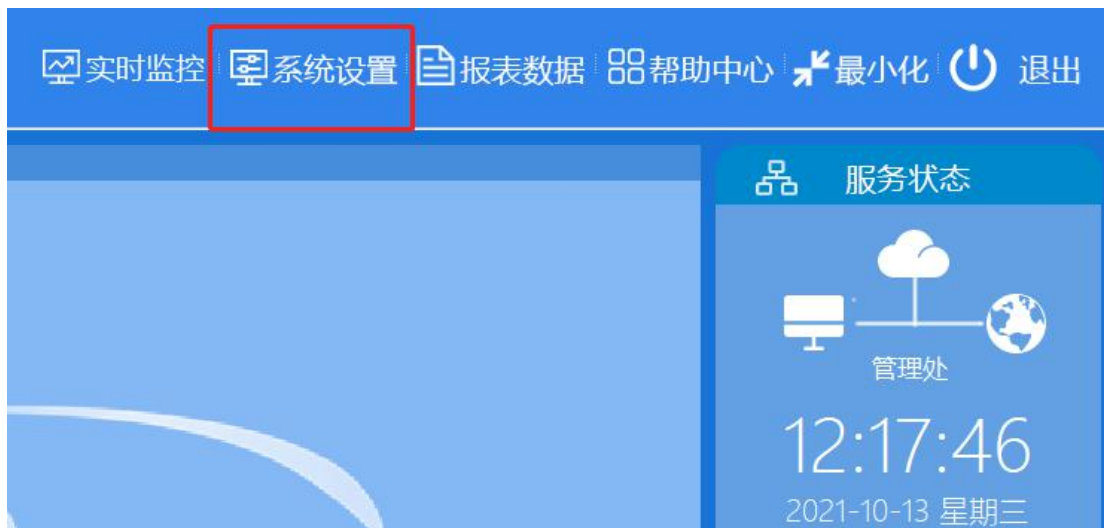 实时监控 系统设置 报表数据 帮助中心 最小化 退出
服务状态
管理处
12:17:46
2021-10-13 星期三